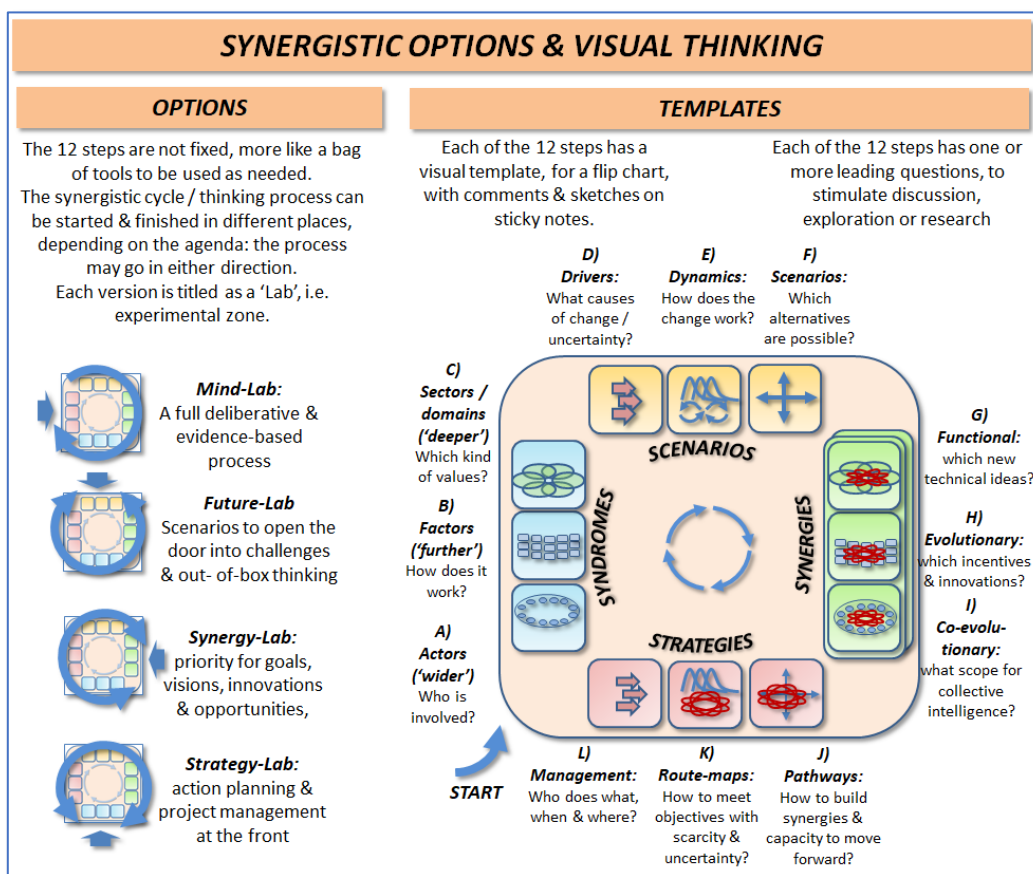 SYNERGISTIC OPTIONS & VISUAL THINKING
OPTIONS
The 12 steps are not fixed, more like a bag
of tools to be used as needed.
The synergistic cycle / thinking process can
be started & finished in different places,
depending on the agenda: the process
may go in either direction.
Each version is titled as a ‘Lab’, i.e.
experimental zone.
Mind-Lab:
A full deliberative &
evidence-based
process
Future-Lab
Scenarios to open the
door into challenges
& out- of-box thinking
Synergy-Lab:
priority for goals,
visions, innovations
& opportunities,
Strategy-Lab:
action planning &
project management
at the front
TEMPLATES
Each of the 12 steps has a
visual template, for a flip chart,
with comments & sketches on
sticky notes.
Each of the 12 steps has one or
more leading questions, to
stimulate discussion,
exploration or research
D)
Drivers:
What causes
of change /
uncertainty?
E)
Dynamics:
How does the
change work?
F)
Scenarios:
Which
alternatives
are possible?
C)
Sectors /
domains
(‘deeper’)
Which kind
of values?
B)
Factors
(‘further’)
How does it
work?
A)
Actors
(‘wider’)
Who is
involved?
SCENARIOS
SYNDROMES
SYNERGIES
STRATEGIES
G)
Functional:
which new
technical ideas?
H)
Evolutionary:
which incentives
& innovations?
I)
Co-evolu-
tionary:
what scope for
collective
intelligence?
START
L)
Management:
Who does what,
when & where?
K)
Route-maps:
How to meet
objectives with
scarcity &
uncertainty?
J)
Pathways:
How to build
synergies &
capacity to move
forward?